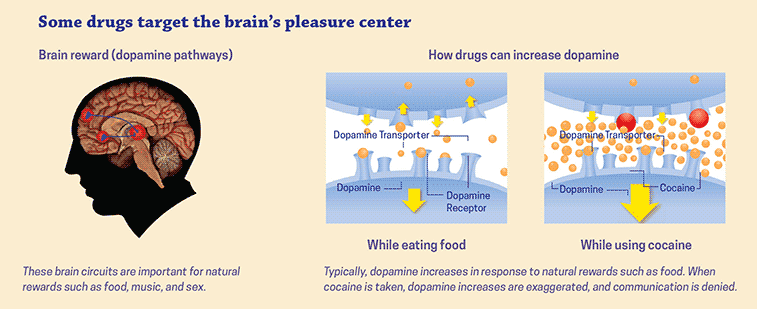 Some drugs target the brain's pleasure center
Brain reward (dopamine pathways)
These brain circuits are important for natural
rewards such as food, music, and sex.
How drugs can increase dopamine
Dopamine Transporter
Dopamine
Dopamine
Receptor
While eating food
Dopamine Transporter
Dopamine
Cocaine
While using cocaine
Typically, dopamine increases in response to natural rewards such as food. When
cocaine is taken, dopamine increases are exaggerated, and communication is denied.